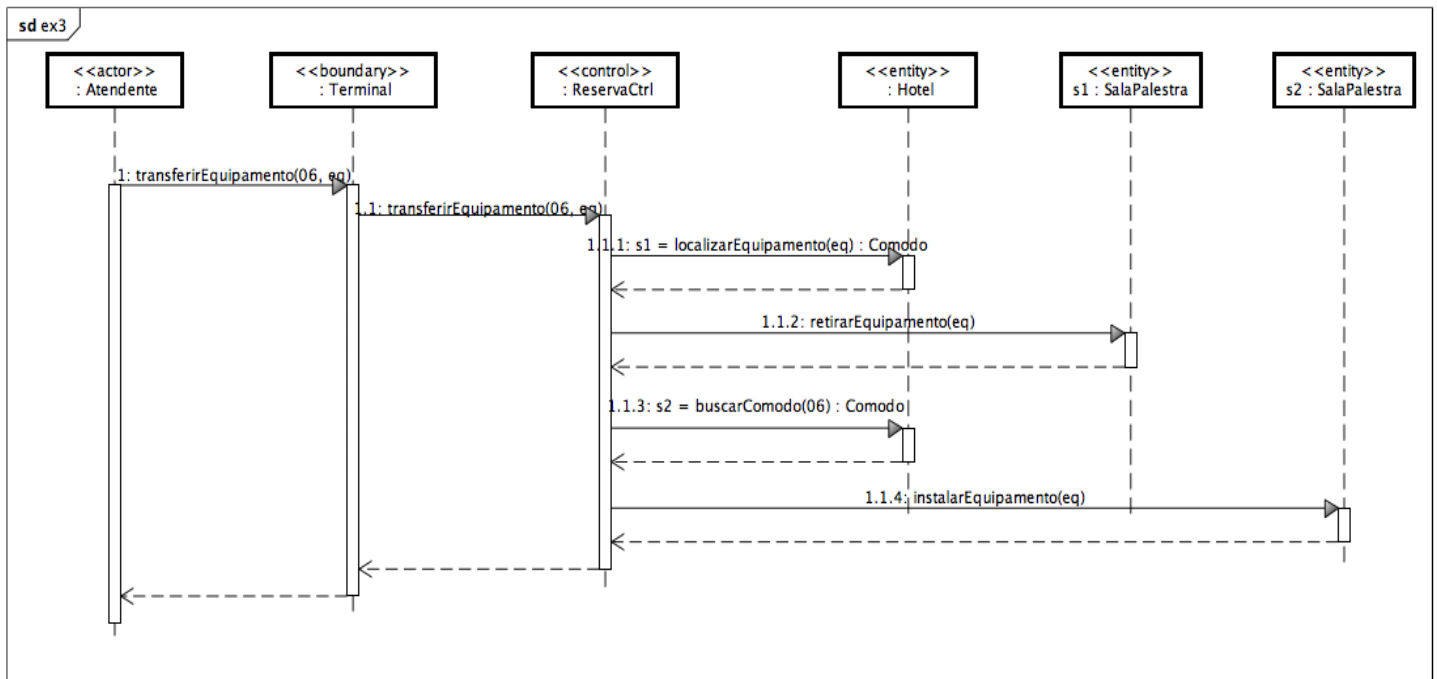 sd ex3
<<actor>>
: Atendente
<<boundary>>
: Terminal
<<control>>
: ReservaCtrl
<<entity>>
: Hotel
<<entity>>
s1 : SalaPalestra
<<entity>>
s2 : SalaPalestra
1: transferirEquipamento(06, eq)
1.1: transferirEquipamento(06, eq)
1.1.1: s1 = localizarEquipamento(eq) : Comodo
1.1.2: retirarEquipamento(eq)
1.1.3: s2 = buscarComodo(06) : Comodo
1.1.4: instalarEquipamento(eq)